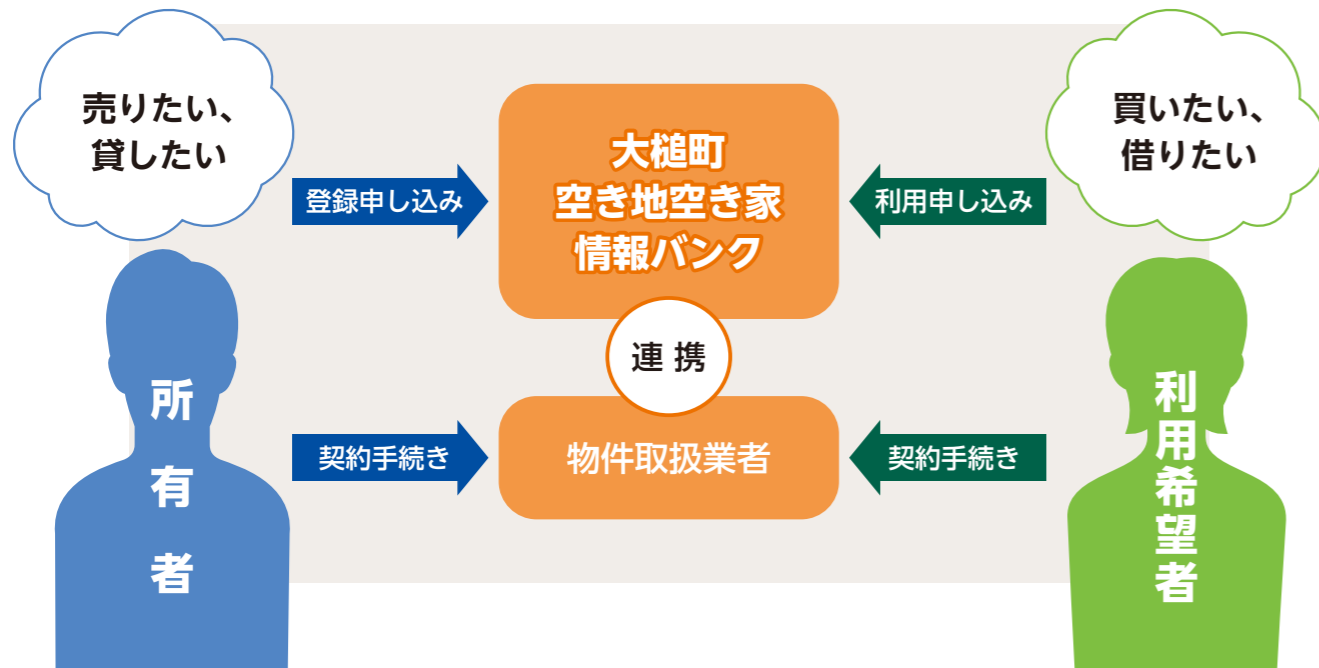 売りたい、
貸したい
買いたい、
借りたい
登録申し込み
大槌町
空き地空き家
情報バンク
利用申し込み
連携
所有者
契約手続き
物件取扱業者
契約手続き
利用希望者